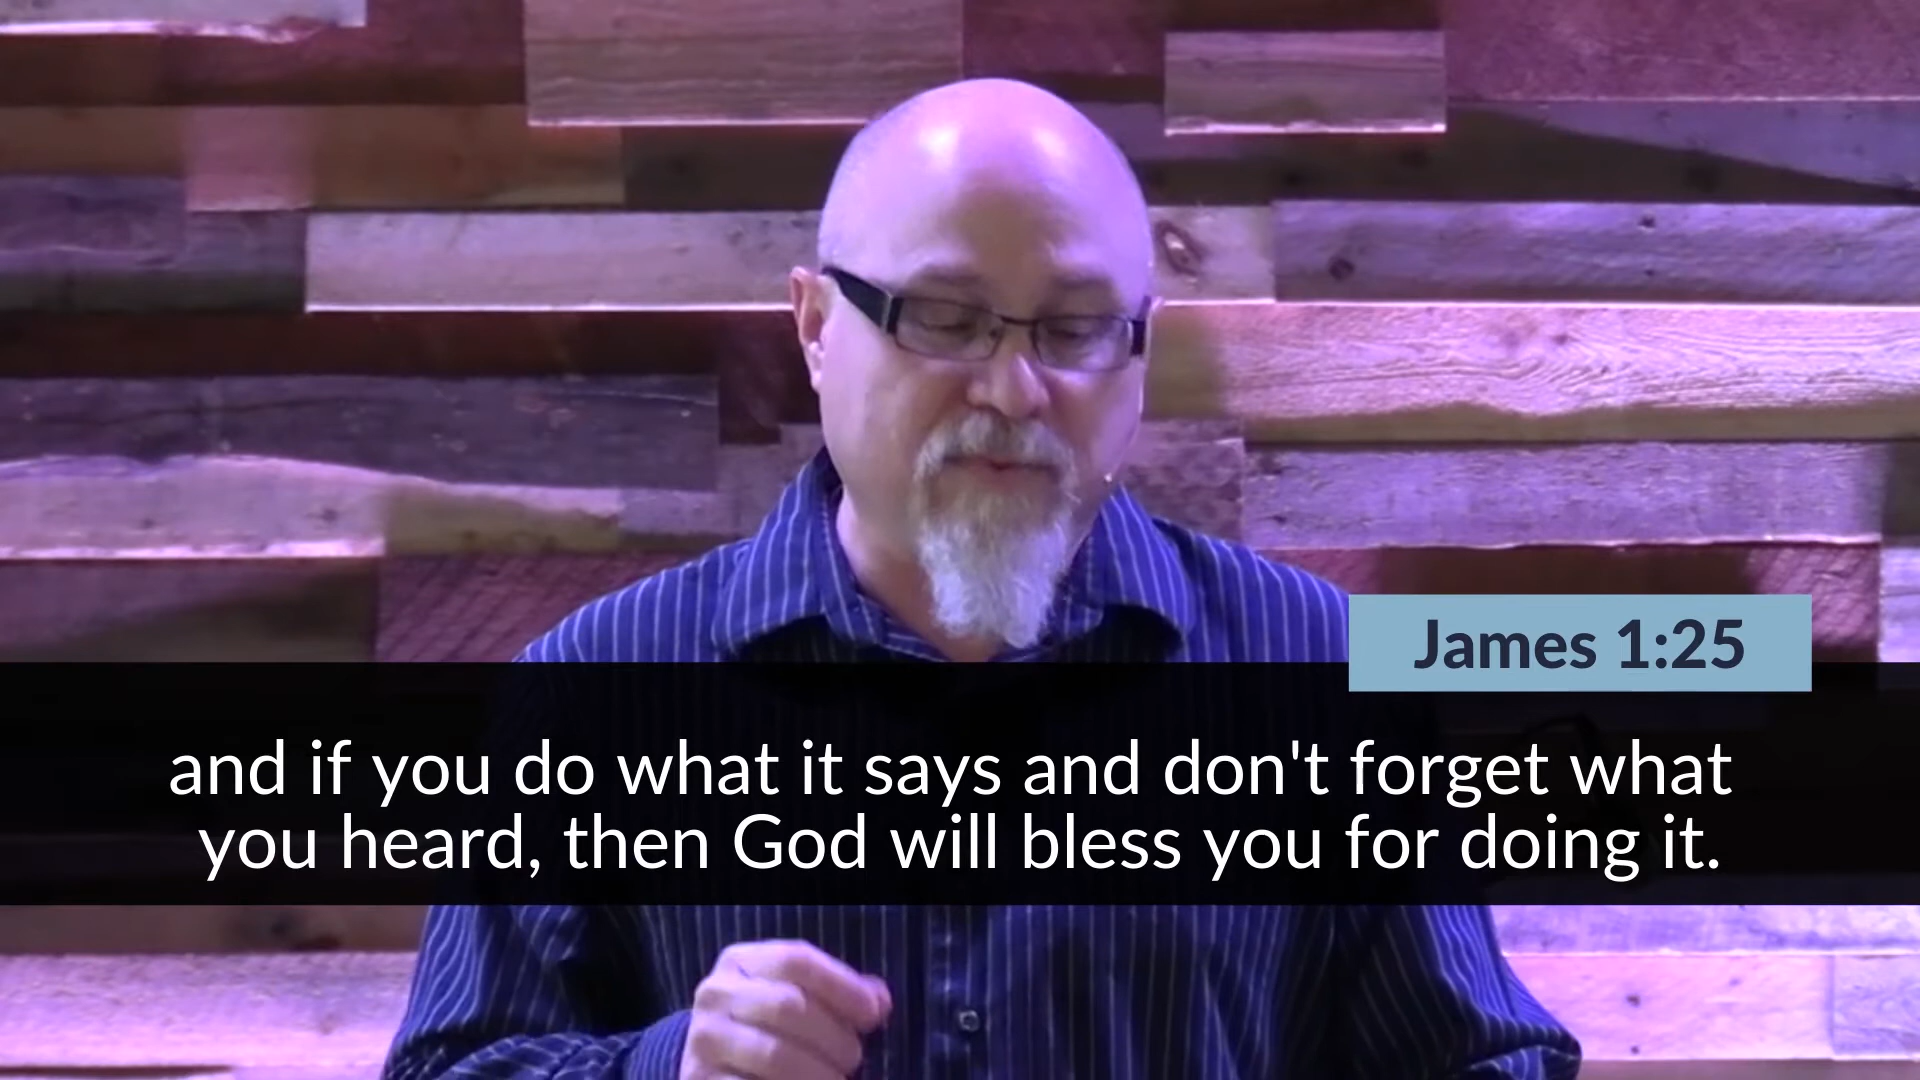 James 1:25
and if you do what it says and don't forget what
you heard, then God will bless you for doing it.